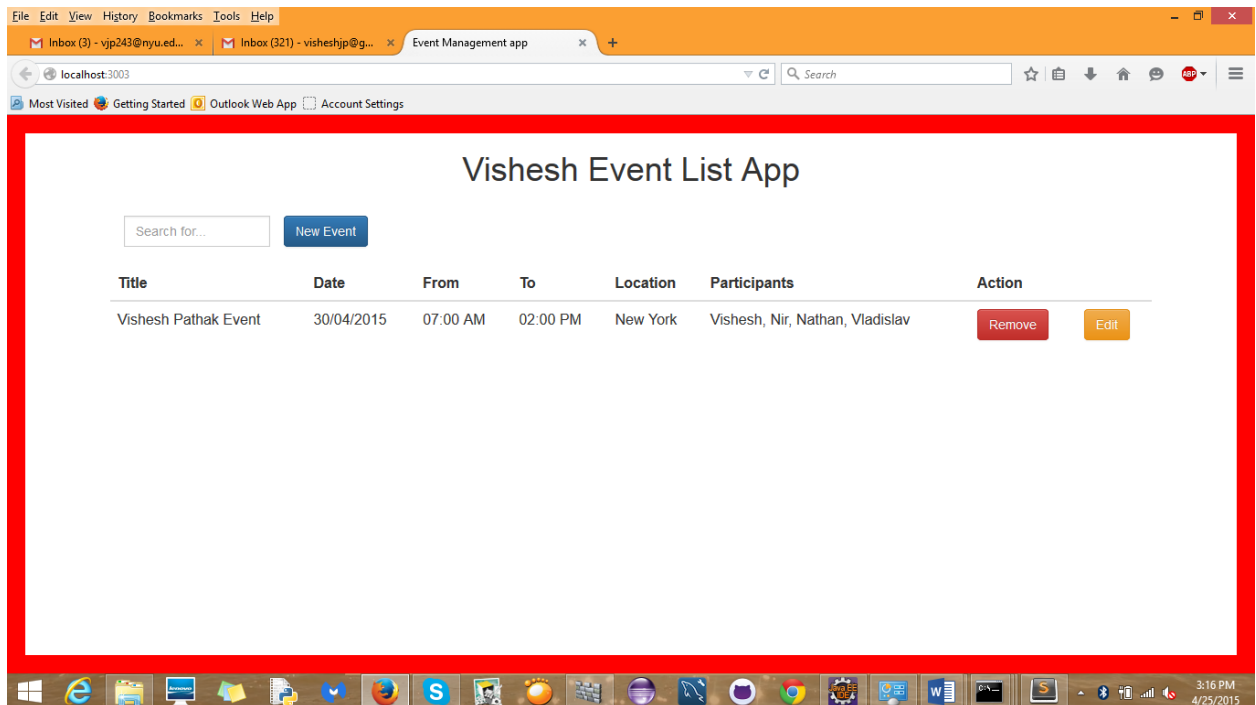 File Edit View History Bookmarks Tools Help
Inbox (3) - vjp243@nyu.ed... × Inbox (321) - visheshjp@g... × Event Management app × +
localhost:3003 Search ABP
Most Visited Getting Started Outlook Web App Account Settings
Vishesh Event List App
Search for... New Event
Title Date From To Location Participants Action
Vishesh Pathak Event 30/04/2015 07:00 AM 02:00 PM New York Vishesh, Nir, Nathan, Vladislav Remove Edit
3:16 PM
4/25/2015